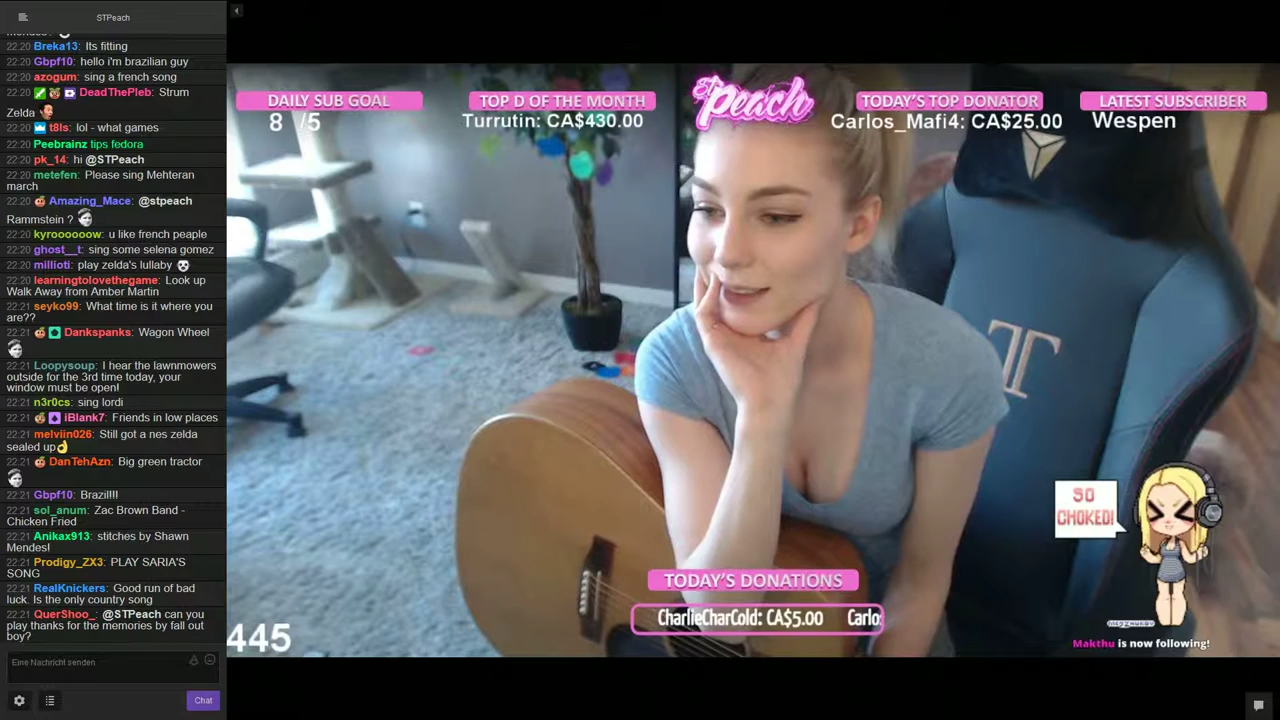 STPeach
22.20 Breka13: Its fitting
22.20 Gbpf10: hello i'm brazilian guy
22.20 azogum: sing a french song
22.20 DeadThePleb: Strum
Zelda
22.20 t8ls: lol - what games
22.20 Peebrainz tips fedora
22.20 pk_14: hi @STPeach
22.20 metefen: Please sing Mehteran
march
22.20 Amazing_Mace: @stpeach
Rammstein ?
22.20 kyroooooow: u like french peaple
22.20 ghost__t: sing some selena gomez
22.20 millioti: play zelda's lullaby
22.20 learningtolovethegame: Look up
Walk Away from Amber Martin
22.21 seyko99: What time is it where you
are??
22.21 Dankspanks: Wagon Wheel
22.21 Loopysoup: I hear the lawnmowers
outside for the 3rd time today, your
window must be open!
22.21 n3r0cs: sing lordi
22.21 iBlank7: Friends in low places
22.21 melviin026: Still got a nes zelda
sealed up
22.21 DanTehAzn: Big green tractor
22.21 Gbpf10: Brazil!!!
22.21 sol_anum: Zac Brown Band -
Chicken Fried
22.21 Anikax913: stitches by Shawn
Mendes!
22.21 Prodigy_ZX3: PLAY SARIA'S
SONG
22.21 RealKnickers: Good run of bad
luck. Is the only country song
22.21 QuerShoo_: @STPeach can you
play thanks for the memories by fall out
boy?
Eine Nachricht senden
Chat
DAILY SUB GOAL
8 /5
TOP D OF THE MONTH
Turrutin: CA$430.00
STPeach
TODAY'S TOP DONATOR
Carlos_Mafi4: CA$25.00
LATEST SUBSCRIBER
Wespen
SO
CHOKED!
TODAY'S DONATIONS
CharlieCharCold: CA$5.00 Carlo
445
Makthu is now following!